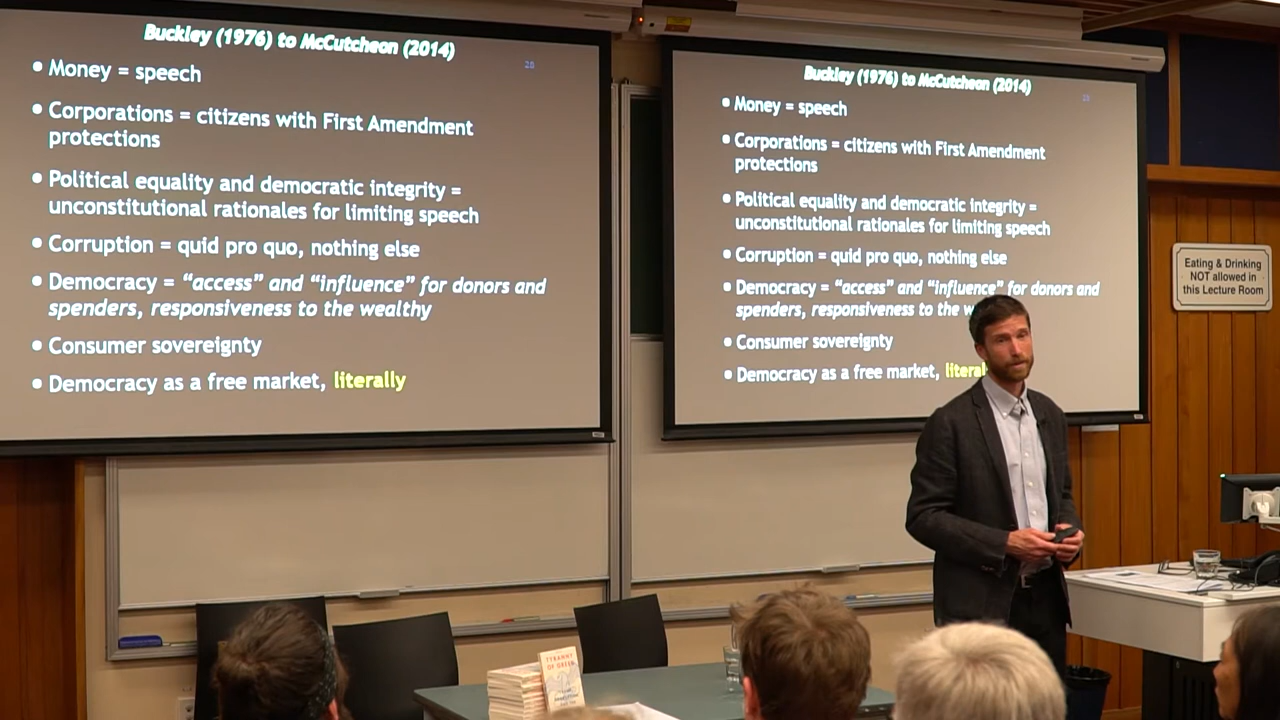 Buckley (1976) to McCutcheon (2014)
28
• Money = speech
• Corporations = citizens with First Amendment
protections
• Political equality and democratic integrity =
unconstitutional rationales for limiting speech
• Corruption = quid pro quo, nothing else
• Democracy = “access” and “influence” for donors and
spenders, responsiveness to the wealthy
• Consumer sovereignty
• Democracy as a free market, literally
Buckley (1976) to McCutcheon (2014)
28
• Money = speech
• Corporations = citizens with First Amendment
protections
• Political equality and democratic integrity =
unconstitutional rationales for limiting speech
• Corruption = quid pro quo, nothing else
• Democracy = “access” and “influence” for donors and
spenders, responsiveness to the
• Consumer sovereignty
• Democracy as a free market,
Eating & Drinking
NOT allowed in
this Lecture Room
TYRANNY
OF GREED